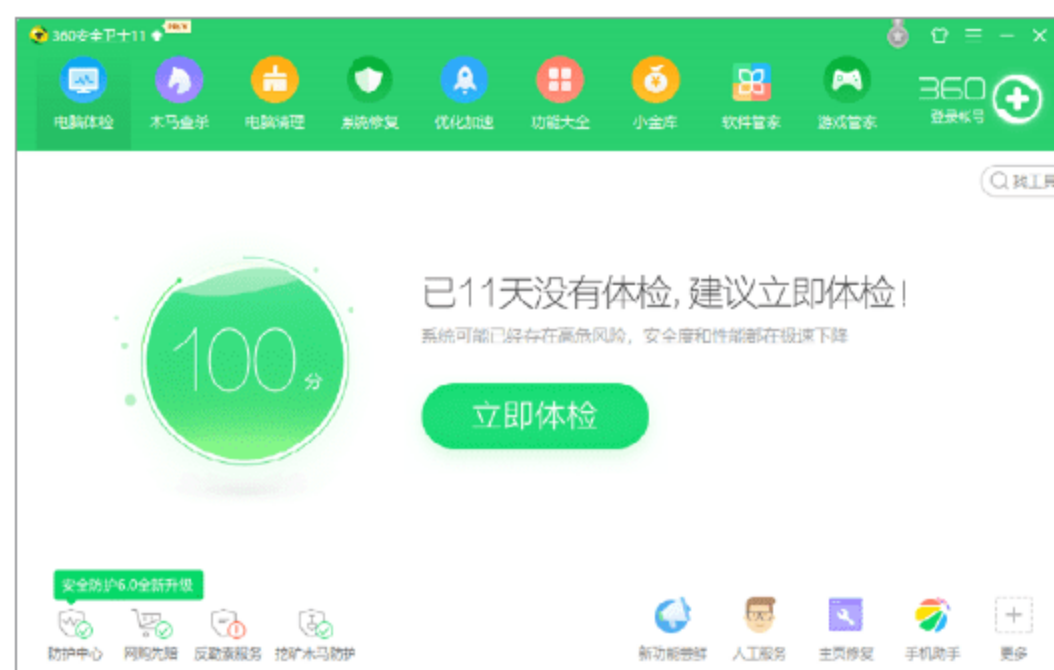 360安全卫士11
NEW
电脑体检 木马查杀 电脑清理 系统修复 优化加速 功能大全 小金库 软件管家 游戏管家
360
登录帐号
找工具
100分
已11天没有体检,建议立即体检!
系统可能已经存在高危风险，安全度和性能都在极速下降
立即体检
安全防护6.0全新升级
防护中心 网购先赔 反勒索服务 挖矿木马防护 新功能尝鲜 人工服务 主页修复 手机助手 更多